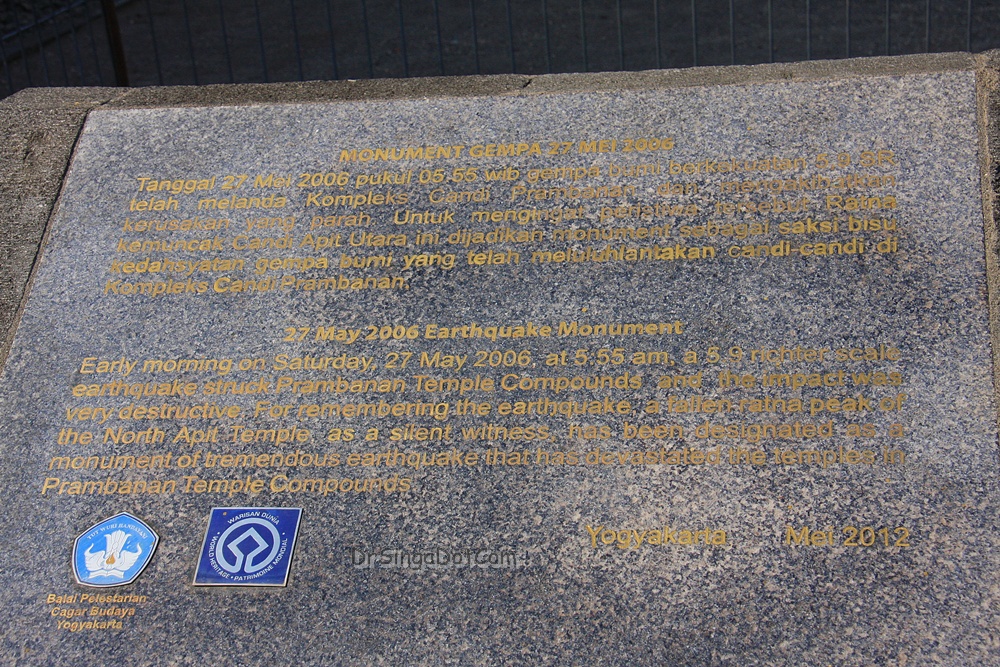 MONUMENT GEMPA 27 MEI 2006
Tanggal 27 Mei 2006 pukul 05.55 wib gempa bumi berkekuatan 5.9 SR
telah melanda Kompleks Candi Prambanan dan mengakibatkan
kerusakan yang parah. Untuk mengingat peristiwa tersebut Ratna
kemuncak Candi Apit Utara ini dijadikan monument sebagai saksi bisu
kedahsyatan gempa bumi yang telah meluluhlantakan candi-candi di
Kompleks Candi Prambanan.
27 May 2006 Earthquake Monument
Early morning on Saturday, 27 May 2006, at 5:55 am, a 5.9 richter scale
earthquake struck Prambanan Temple Compounds, and the impact was
very destructive. For remembering the earthquake, a fallen ratna peak of
the North Apit Temple, as a silent witness, has been designated as a
monument of tremendous earthquake that has devastated the temples in
Prambanan Temple Compounds.
Yogyakarta, Mei 2012
TUT WURI HANDAYANI
WARISAN DUNIA
WORLD HERITAGE • PATRIMOINE MONDIAL
DrSingaDotCom
Balai Pelestarian
Cagar Budaya
Yogyakarta